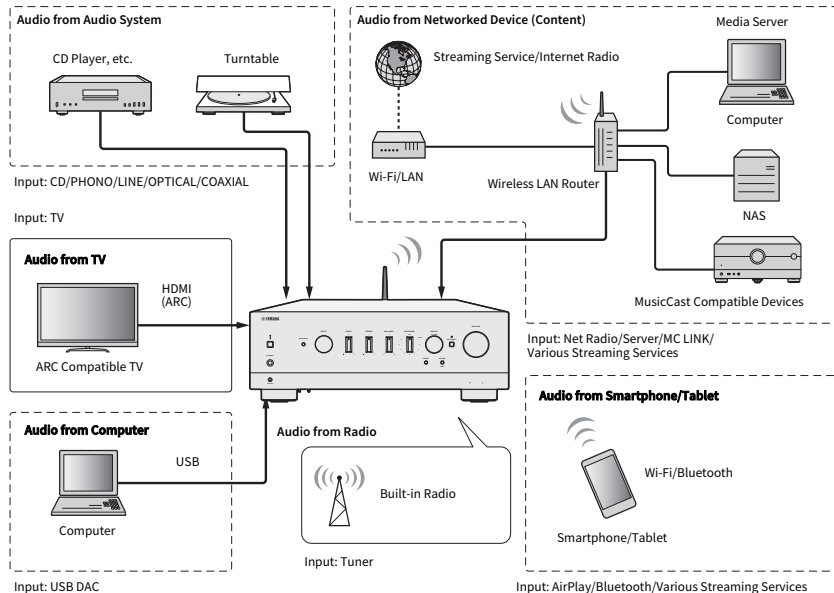 Audio from Audio System
CD Player, etc.
Turntable
Input: CD/PHONO/LINE/OPTICAL/COAXIAL
Audio from Networked Device (Content)
Media Server
Streaming Service/Internet Radio
Computer
Wi-Fi/LAN
Wireless LAN Router
NAS
MusicCast Compatible Devices
Input: Net Radio/Server/MC LINK/
Various Streaming Services
Input: TV
Audio from TV
HDMI
(ARC)
ARC Compatible TV
YAMAHA
Audio from Computer
USB
Computer
Input: USB DAC
Audio from Radio
Built-in Radio
Input: Tuner
Audio from Smartphone/Tablet
Wi-Fi/Bluetooth
Smartphone/Tablet
Input: AirPlay/Bluetooth/Various Streaming Services